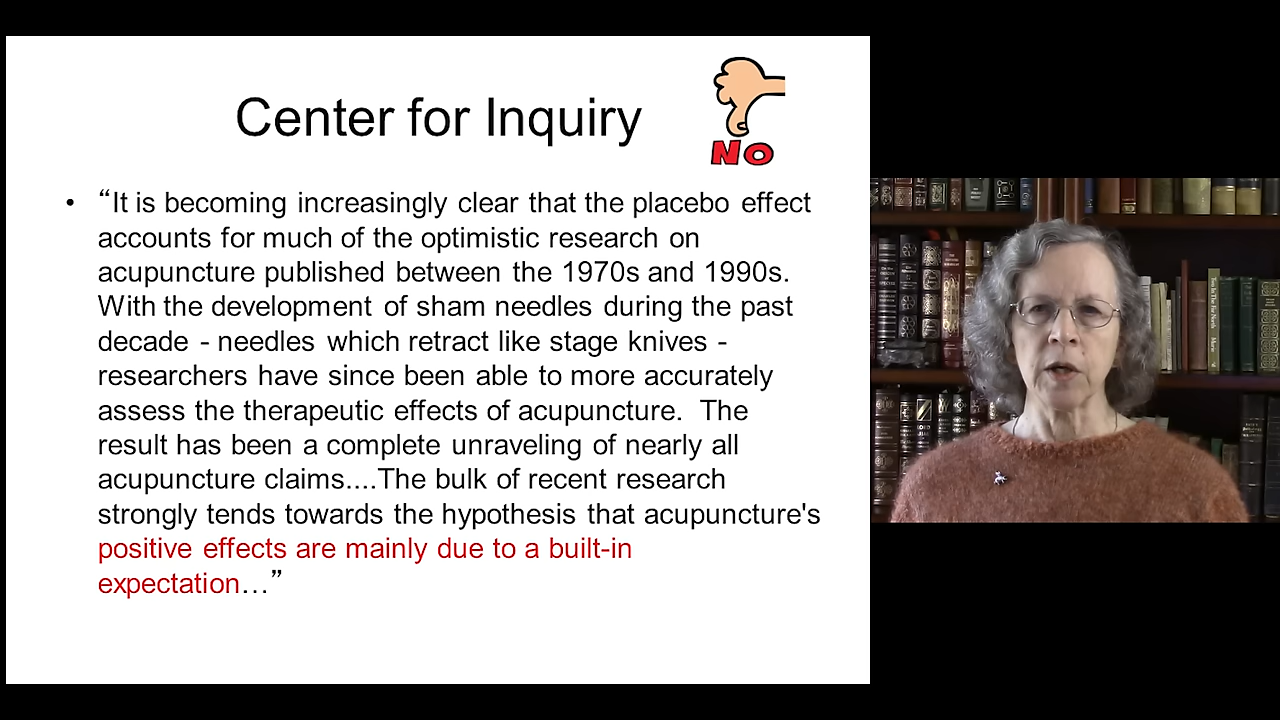 Center for Inquiry
NO
• “It is becoming increasingly clear that the placebo effect
accounts for much of the optimistic research on
acupuncture published between the 1970s and 1990s.
With the development of sham needles during the past
decade - needles which retract like stage knives -
researchers have since been able to more accurately
assess the therapeutic effects of acupuncture.  The
result has been a complete unraveling of nearly all
acupuncture claims....The bulk of recent research
strongly tends towards the hypothesis that acupuncture's
positive effects are mainly due to a built-in
expectation…”